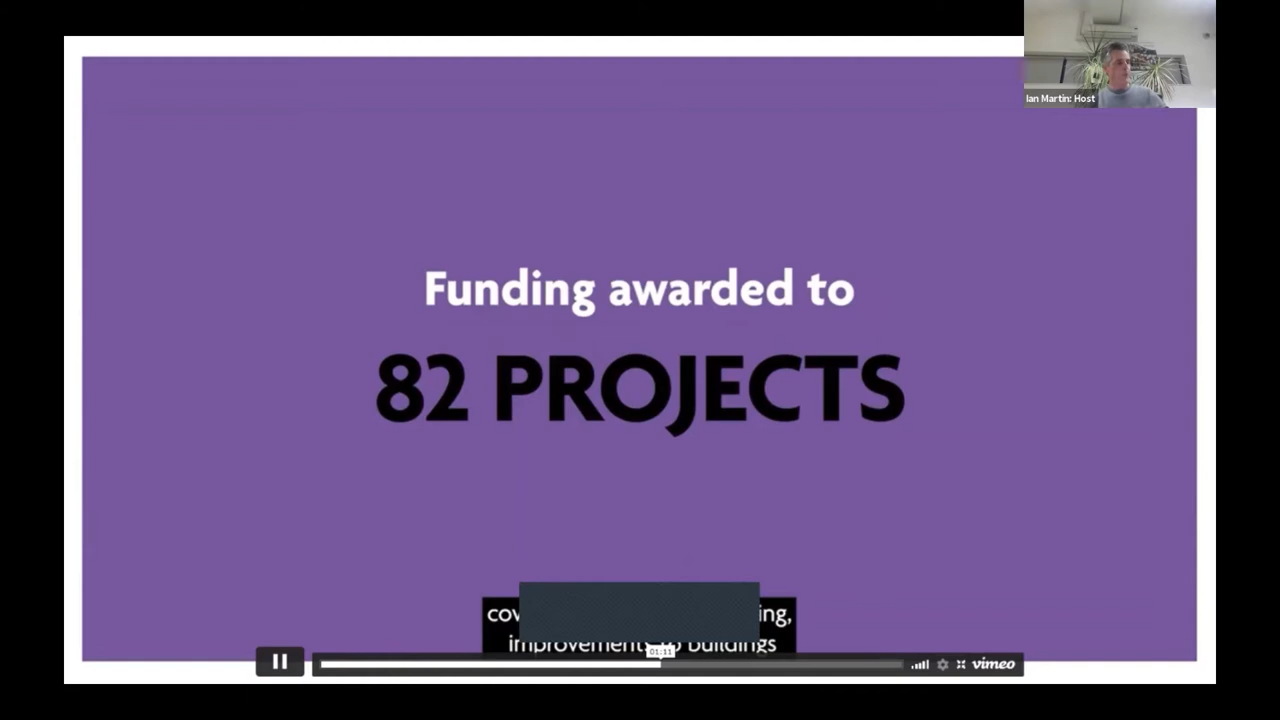 Ian Martin: Host
Funding awarded to
82 PROJECTS
ing,
improvements to buildings
01:11
vimeo